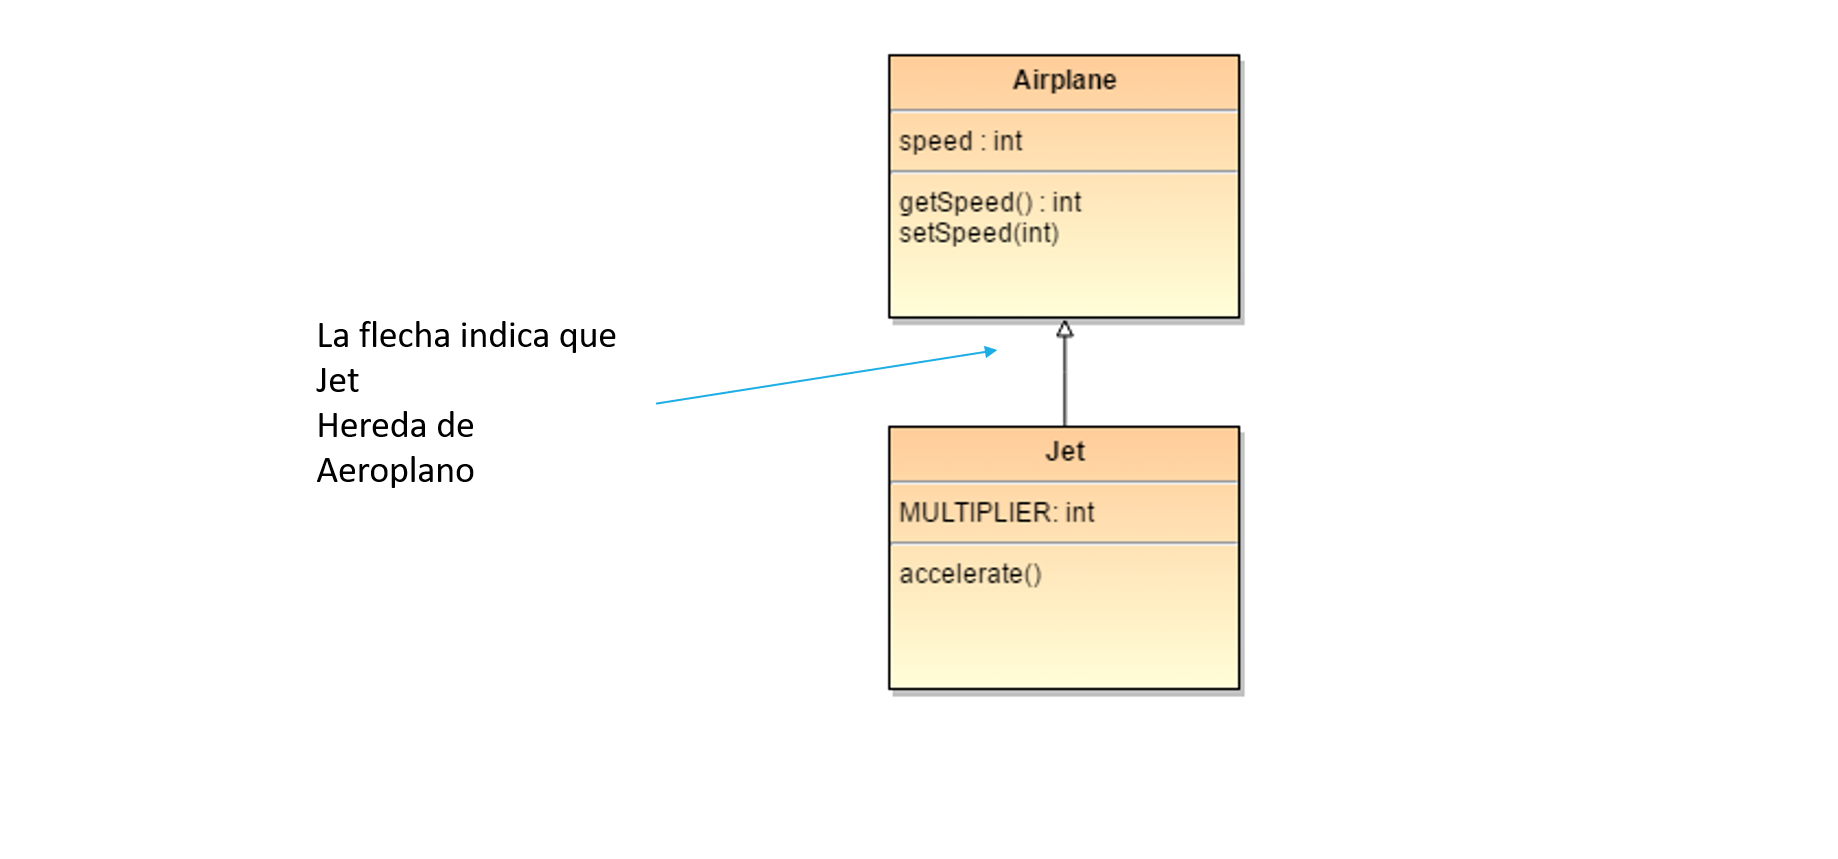 Airplane
speed : int
getSpeed() : int
setSpeed(int)
La flecha indica que
Jet
Hereda de
Aeroplano
Jet
MULTIPLIER: int
accelerate()